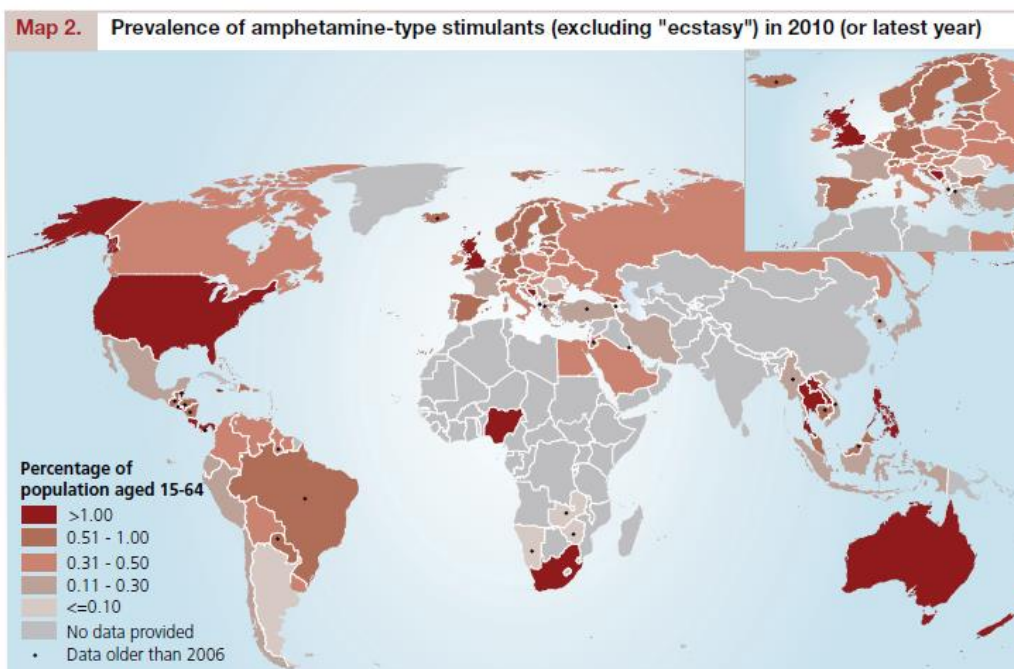 Map 2. Prevalence of amphetamine-type stimulants (excluding "ecstasy") in 2010 (or latest year)
Percentage of
population aged 15-64
>1.00
0.51 - 1.00
0.31 - 0.50
0.11 - 0.30
<=0.10
No data provided
Data older than 2006